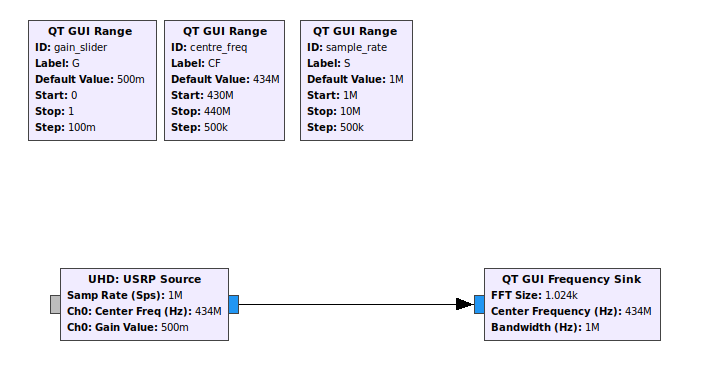 QT GUI Range
ID: gain_slider
Label: G
Default Value: 500m
Start: 0
Stop: 1
Step: 100m
QT GUI Range
ID: centre_freq
Label: CF
Default Value: 434M
Start: 430M
Stop: 440M
Step: 500k
QT GUI Range
ID: sample_rate
Label: S
Default Value: 1M
Start: 1M
Stop: 10M
Step: 500k
UHD: USRP Source
Samp Rate (Sps): 1M
Ch0: Center Freq (Hz): 434M
Ch0: Gain Value: 500m
QT GUI Frequency Sink
FFT Size: 1.024k
Center Frequency (Hz): 434M
Bandwidth (Hz): 1M